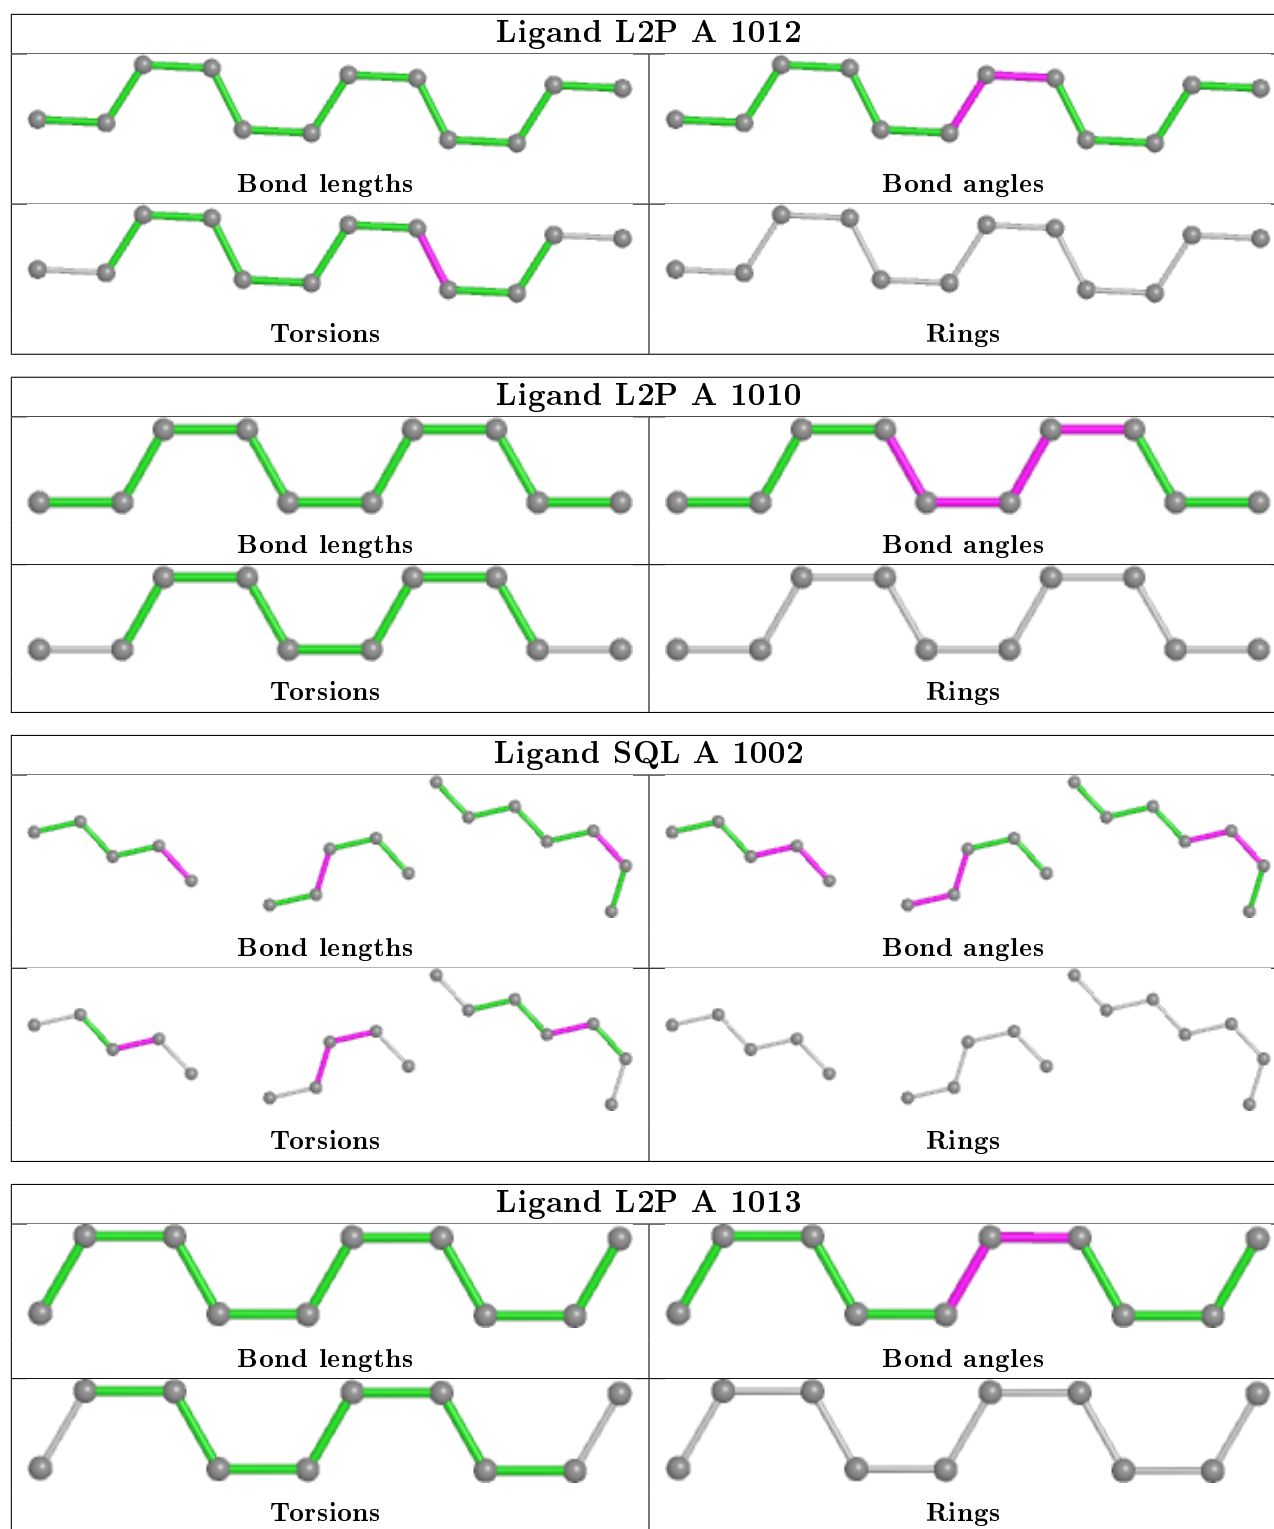 Ligand L2P A 1012
Bond lengths
Bond angles
Torsions
Rings
Ligand L2P A 1010
Bond lengths
Bond angles
Torsions
Rings
Ligand SQL A 1002
Bond lengths
Bond angles
Torsions
Rings
Ligand L2P A 1013
Bond lengths
Bond angles
Torsions
Rings